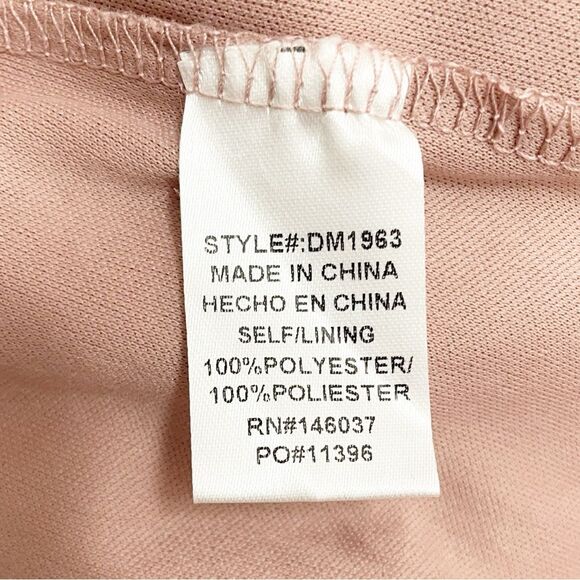 STYLE#:DM1963
MADE IN CHINA
HECHO EN CHINA
SELF/LINING
100%POLYESTER/
100%POLIESTER
RN#146037
PO#11396